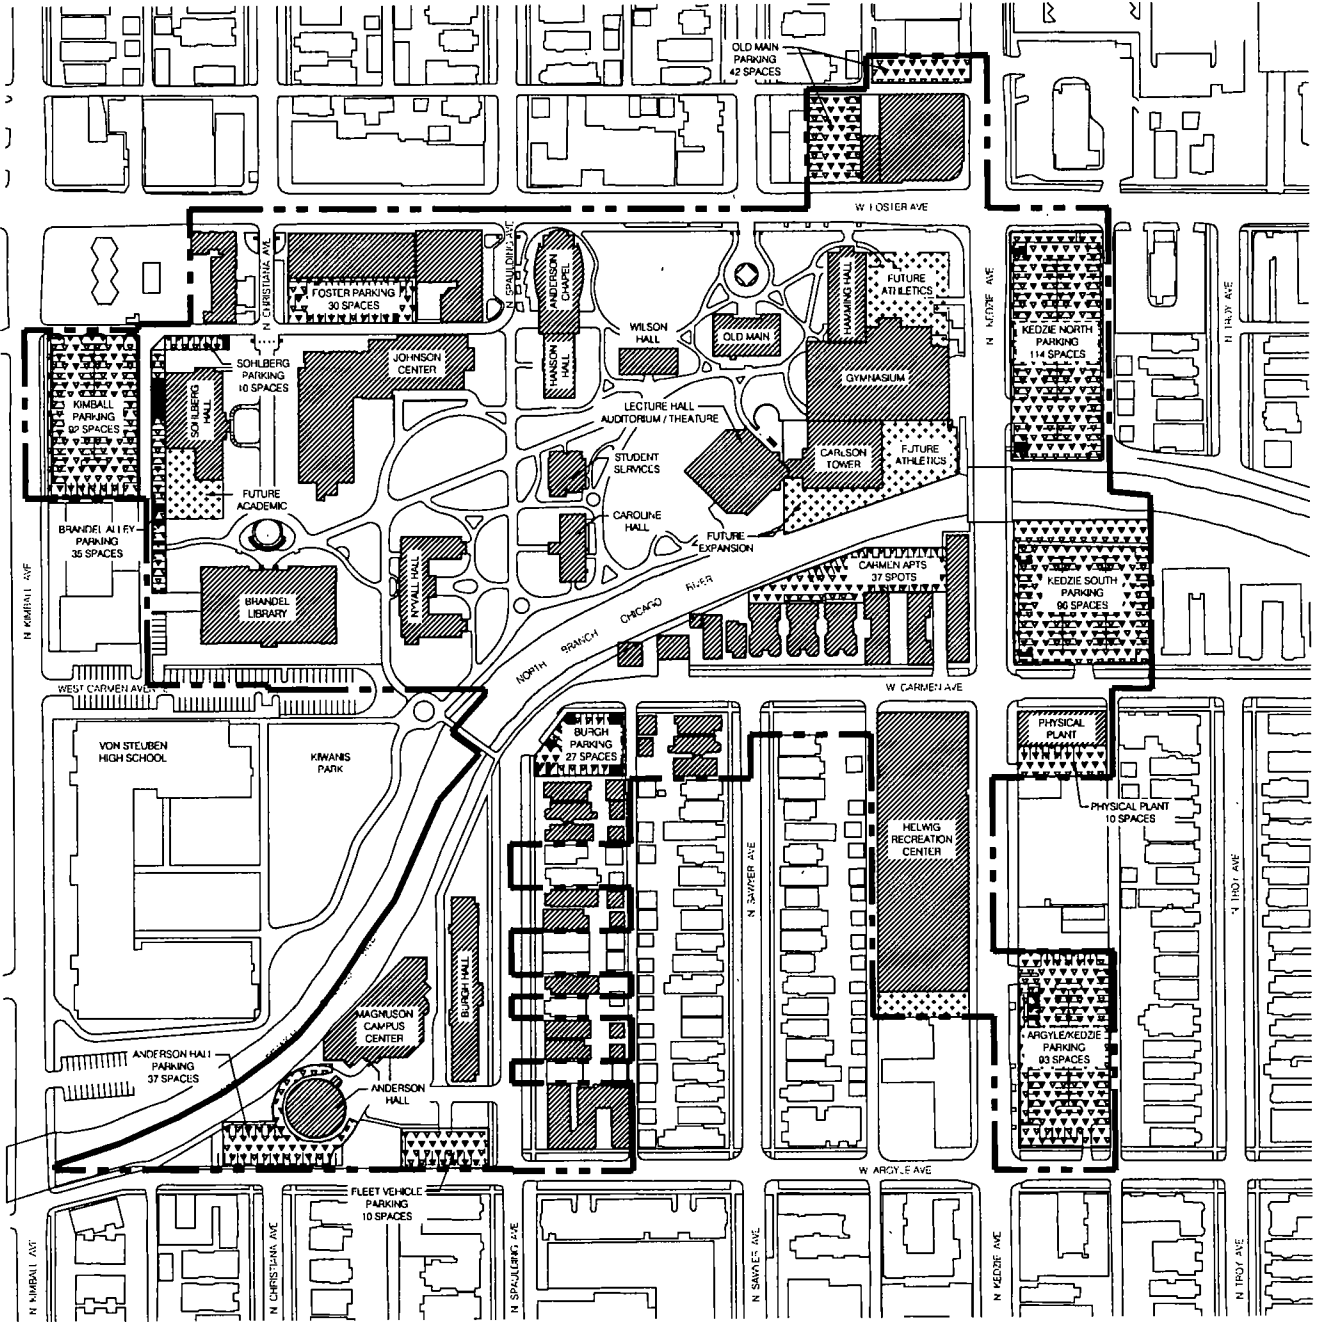 OLD MAIN
PARKING
42 SPACES
W. FOSTER AVE
N CHRISTIANA AVE
N SPAULDING AVE
ANDERSON
CHAPEL
HAMMING HALL
FUTURE
ATHLETICS
N KEDZIE AVE
N TROY AVE
FOSTER PARKING
30 SPACES
WILSON
HALL
OLD MAIN
KEDZIE NORTH
PARKING
114 SPACES
SOHLBERG
PARKING
10 SPACES
JOHNSON
CENTER
HANSON
HALL
GYMNASIUM
KIMBALL
PARKING
92 SPACES
SOHLBERG
HALL
LECTURE HALL
AUDITORIUM / THEATURE
STUDENT
SERVICES
CARLSON
TOWER
FUTURE
ATHLETICS
FUTURE
ACADEMIC
CAROLINE
HALL
BRANDEL ALLEY
PARKING
35 SPACES
FUTURE
EXPANSION
CARMEN APTS
37 SPOTS
KEDZIE SOUTH
PARKING
96 SPACES
N KIMBALL AVE
BRANDEL
LIBRARY
NYVALL HALL
NORTH BRANCH CHICAGO RIVER
WEST CARMEN AVENUE
W. CARMEN AVE
VON STEUBEN
HIGH SCHOOL
KIWANIS
PARK
BURGH
PARKING
27 SPACES
PHYSICAL
PLANT
PHYSICAL PLANT
10 SPACES
HELWIG
RECREATION
CENTER
N SAWYER AVE
N TROY AVE
BURGH HALL
MAGNUSON
CAMPUS
CENTER
ARGYLE/KEDZIE
PARKING
93 SPACES
ANDERSON HALL
PARKING
37 SPACES
ANDERSON
HALL
W. ARGYLE AVE
FLEET VEHICLE
PARKING
10 SPACES
N KIMBALL AVE
N CHRISTIANA AVE
N SPAULDING AVE
N SAWYER AVE
N KEDZIE AVE
N TROY AVE